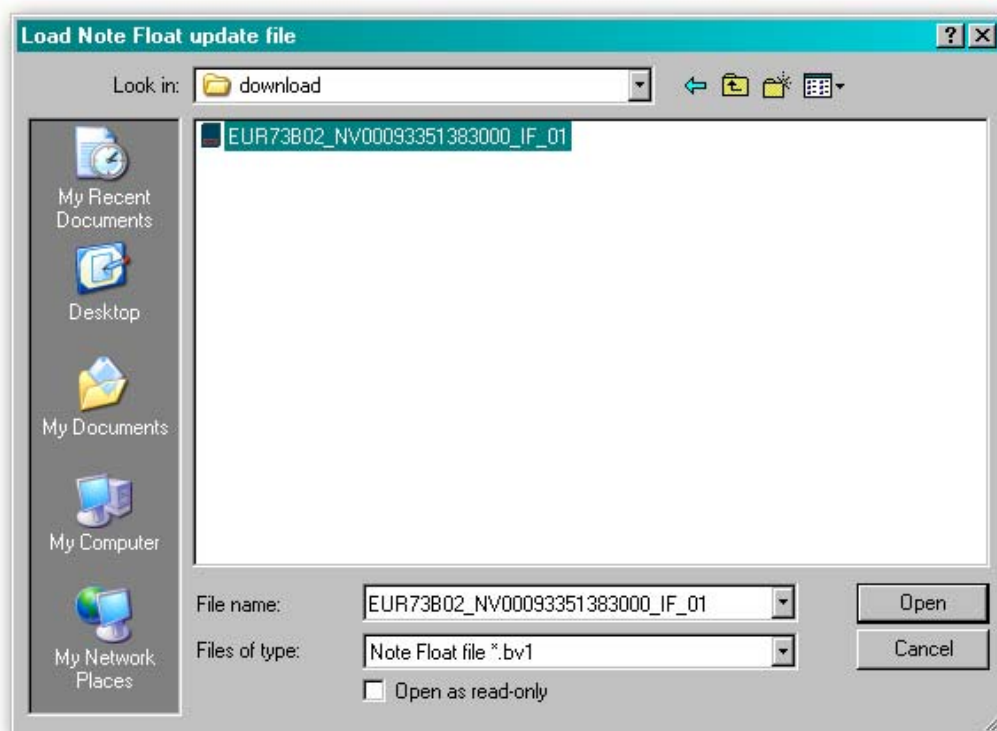 Load Note Float update file
Look in: download
EUR73B02_NV00093351383000_IF_01
My Recent
Documents
Desktop
My Documents
My Computer
My Network
Places
File name: EUR73B02_NV00093351383000_IF_01 Open
Files of type: Note Float file *.bv1 Cancel
Open as read-only